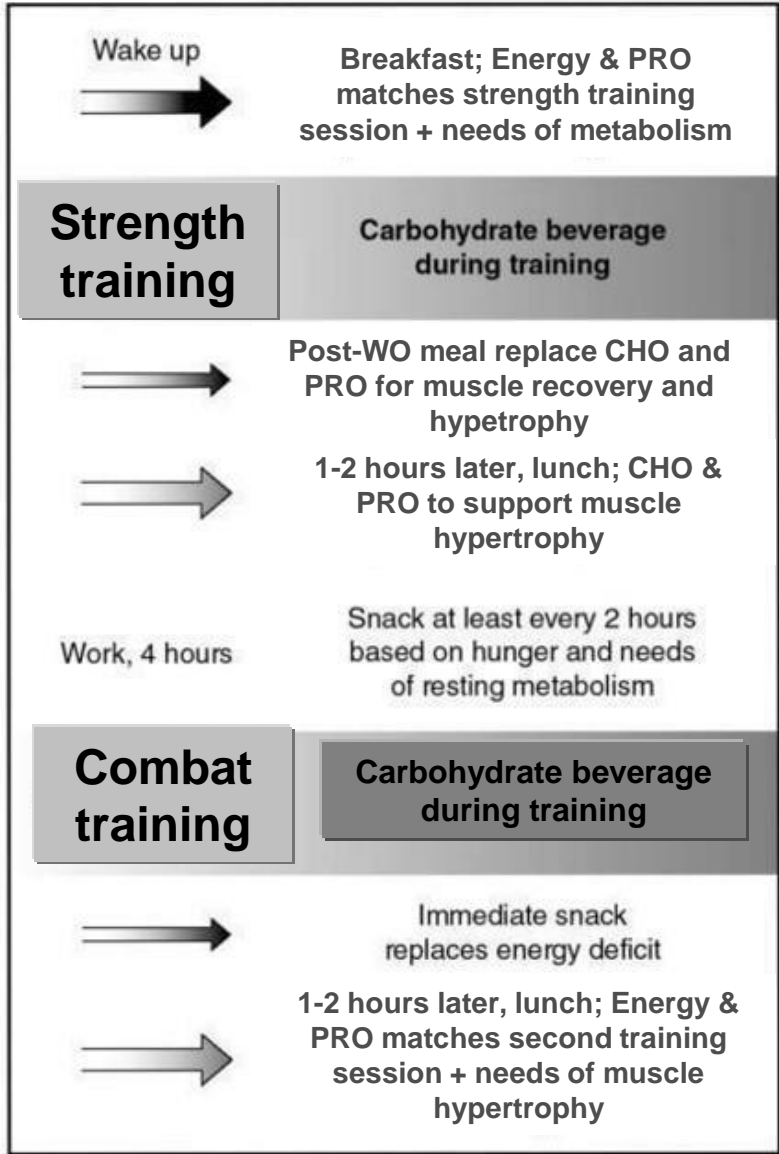 Wake up
Breakfast; Energy & PRO
matches strength training
session + needs of metabolism
Strength
training
Carbohydrate beverage
during training
Post-WO meal replace CHO and
PRO for muscle recovery and
hypetrophy
1-2 hours later, lunch; CHO &
PRO to support muscle
hypertrophy
Work, 4 hours
Snack at least every 2 hours
based on hunger and needs
of resting metabolism
Combat
training
Carbohydrate beverage
during training
Immediate snack
replaces energy deficit
1-2 hours later, lunch; Energy &
PRO matches second training
session + needs of muscle
hypertrophy